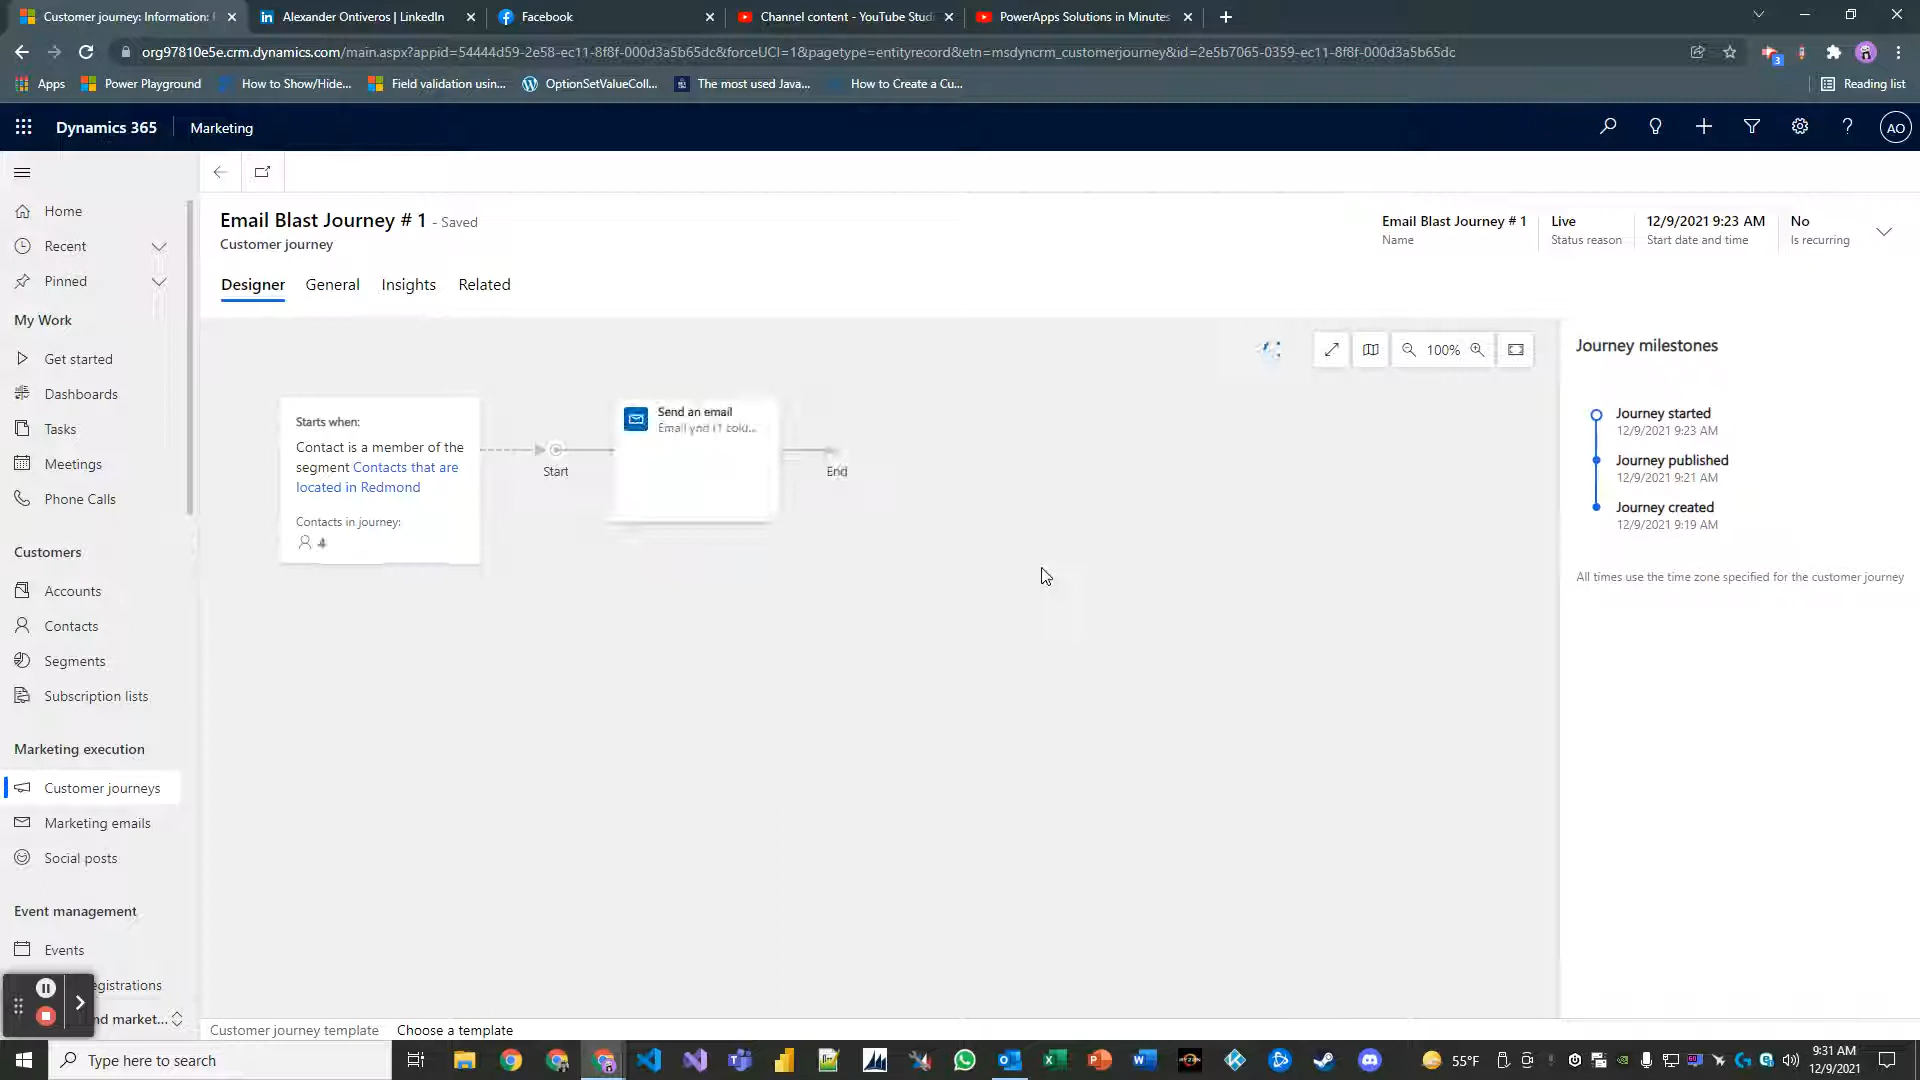 Customer journey: Information:
Alexander Ontiveros | LinkedIn
Facebook
Channel content - YouTube Stud
PowerApps Solutions in Minutes
org97810e5e.crm.dynamics.com/main.aspx?appid=54444d59-2e58-ec11-8f8f-000d3a5b65dc&forceUCI=1&pagetype=entityrecord&etn=msdyncrm_customerjourney&id=2e5b7065-0359-ec11-8f8f-000d3a5b65dc
3
Apps
Power Playground
How to Show/Hide...
Field validation usin...
OptionSetValueColl...
The most used Java...
How to Create a Cu...
Reading list
Dynamics 365
Marketing
AO
Home
Recent
Pinned
My Work
Get started
Dashboards
Tasks
Meetings
Phone Calls
Customers
Accounts
Contacts
Segments
Subscription lists
Marketing execution
Customer journeys
Marketing emails
Social posts
Event management
Events
egistrations
nd market...
Email Blast Journey # 1 - Saved
Customer journey
Email Blast Journey # 1
Name
Live
Status reason
12/9/2021 9:23 AM
Start date and time
No
Is recurring
Designer
General
Insights
Related
100%
Starts when:
Contact is a member of the
segment Contacts that are
located in Redmond
Contacts in journey:
4
Start
Send an email
End
Journey milestones
Journey started
12/9/2021 9:23 AM
Journey published
12/9/2021 9:21 AM
Journey created
12/9/2021 9:19 AM
All times use the time zone specified for the customer journey
Customer journey template
Choose a template
Type here to search
55°F
9:31 AM
12/9/2021